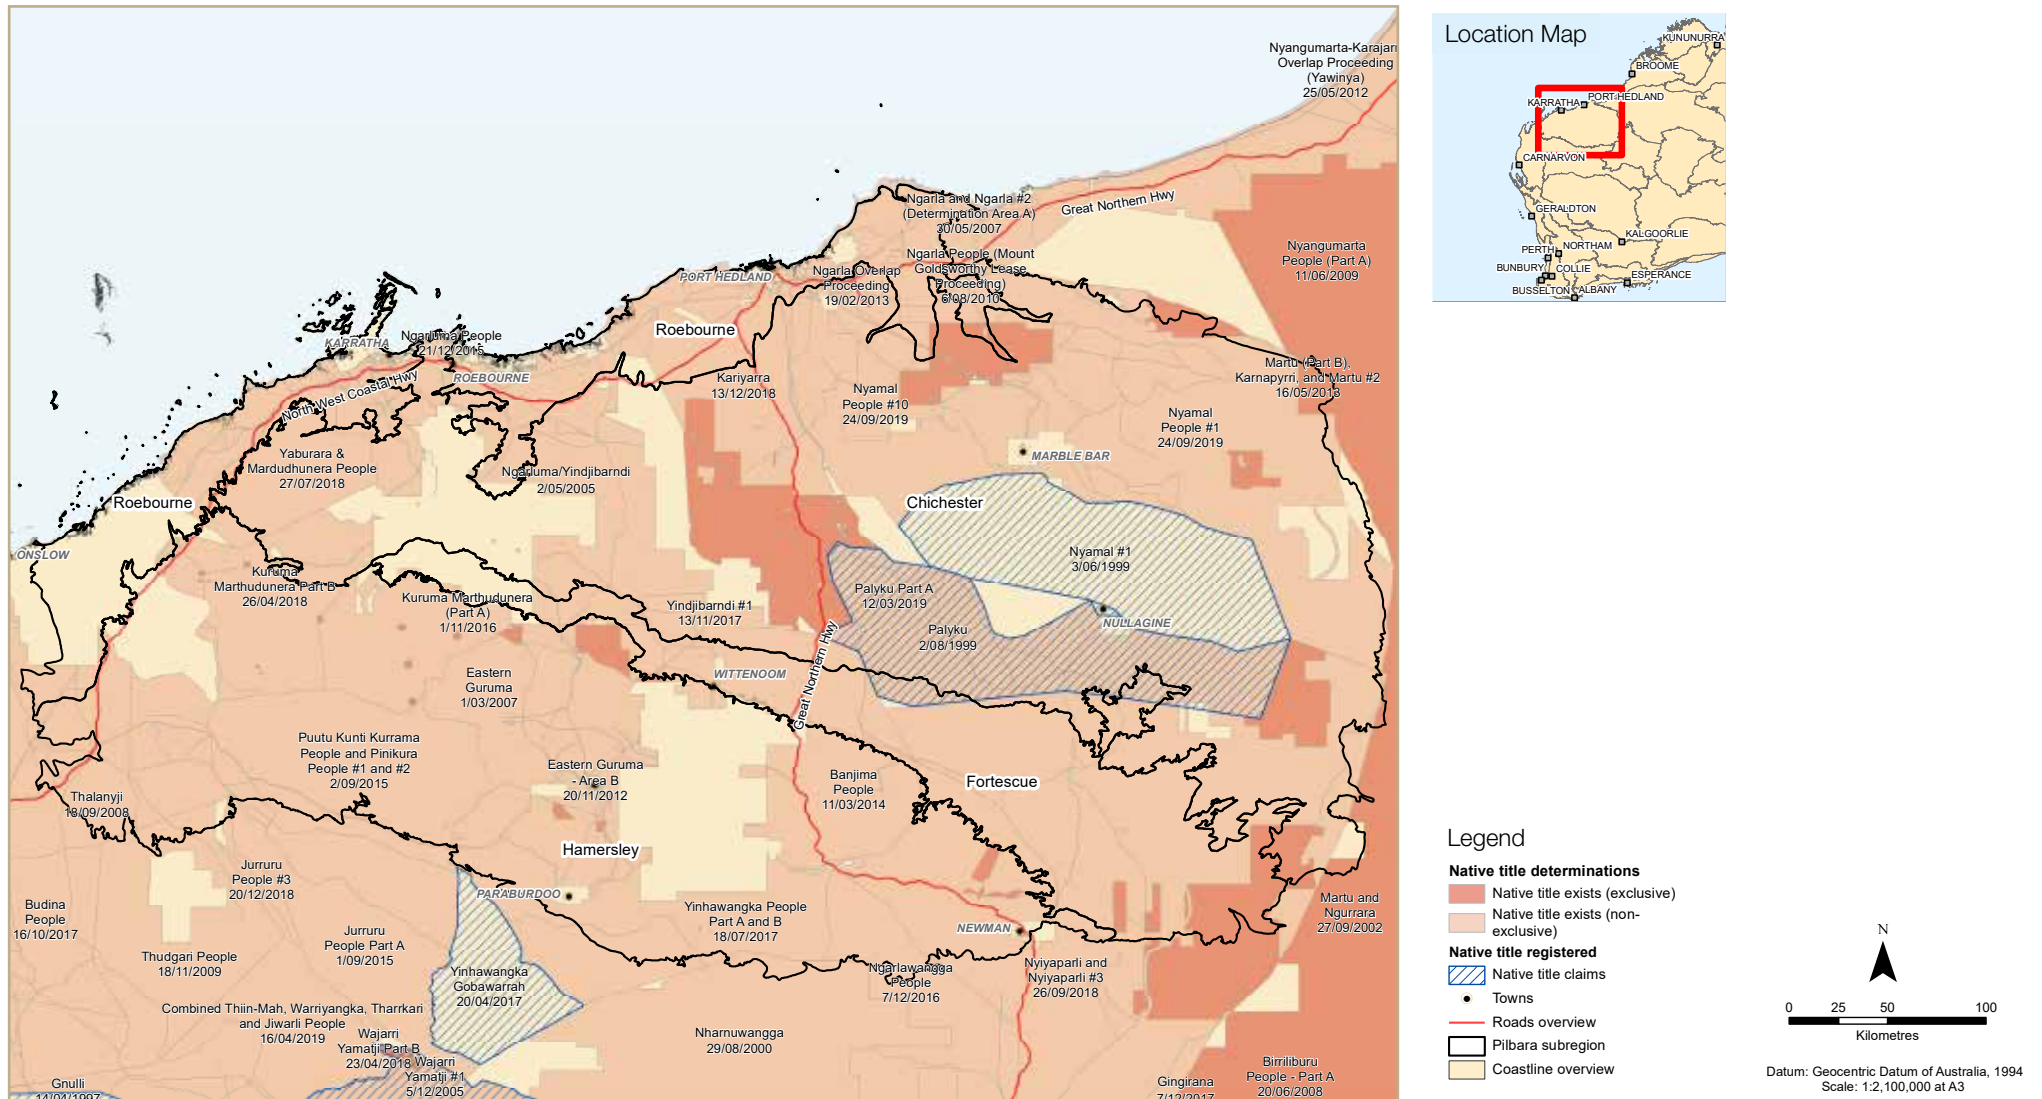 Nyangumarta-Karajarri
Overlap Proceeding
(Yawinya)
25/05/2012
Ngarla and Ngarla #2
(Determination Area A)
30/05/2007
Great Northern Hwy
Nyangumarta
People (Part A)
11/06/2009
Ngarla People (Mount
Goldsworthy Lease
Proceeding)
6/08/2010
Ngarla Overlap
Proceeding
19/02/2013
PORT HEDLAND
Roebourne
KARRATHA
Ngarluma People
21/12/2015
ROEBOURNE
North West Coastal Hwy
Kariyarra
13/12/2018
Nyamal
People #10
24/09/2019
Martu (Part B),
Karnapyrri, and Martu #2
16/05/2013
Nyamal
People #1
24/09/2019
MARBLE BAR
Yaburara &
Mardudhunera People
27/07/2018
Ngarluma/Yindjibarndi
2/05/2005
Roebourne
Chichester
ONSLOW
Nyamal #1
3/06/1999
Kuruma
Marthudunera Part B
26/04/2018
Kuruma Marthudunera
(Part A)
1/11/2016
Yindjibarndi #1
13/11/2017
Palyku Part A
12/03/2019
Palyku
2/08/1999
NULLAGINE
Great Northern Hwy
WITTENOOM
Eastern
Guruma
1/03/2007
Puutu Kunti Kurrama
People and Pinikura
People #1 and #2
2/09/2015
Eastern Guruma
- Area B
20/11/2012
Banjima
People
11/03/2014
Fortescue
Thalanyji
18/09/2008
Hamersley
Jurruru
People #3
20/12/2018
PARABURDOO
Budina
People
16/10/2017
Yinhawangka People
Part A and B
18/07/2017
NEWMAN
Martu and
Ngurrara
27/09/2002
Jurruru
People Part A
1/09/2015
Thudgari People
18/11/2009
Yinhawangka
Gobawarrah
20/04/2017
Ngarlawangga
People
7/12/2016
Nyiyaparli and
Nyiyaparli #3
26/09/2018
Combined Thiin-Mah, Warriyangka, Tharrkari
and Jiwarli People
16/04/2019
Wajarri
Yamatji Part B
23/04/2018
Wajarri
Yamatji #1
5/12/2005
Nharnuwangga
29/08/2000
Gnulli
14/04/1997
Gingirana
7/12/2017
Birriliburu
People - Part A
20/06/2008
Location Map
KUNUNURRA
BROOME
PORT HEDLAND
KARRATHA
CARNARVON
GERALDTON
KALGOORLIE
PERTH
NORTHAM
BUNBURY
COLLIE
ESPERANCE
BUSSELTON
ALBANY
Legend
Native title determinations
Native title exists (exclusive)
Native title exists (non-
exclusive)
Native title registered
Native title claims
Towns
Roads overview
Pilbara subregion
Coastline overview
N
0 25 50 100
Kilometres
Datum: Geocentric Datum of Australia, 1994
Scale: 1:2,100,000 at A3